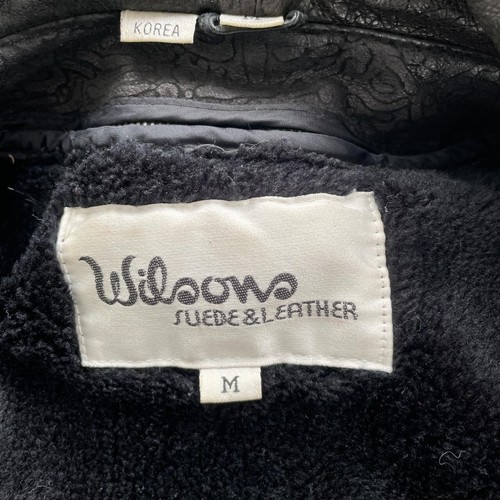 KOREA
Wilsons
SUEDE & LEATHER
M